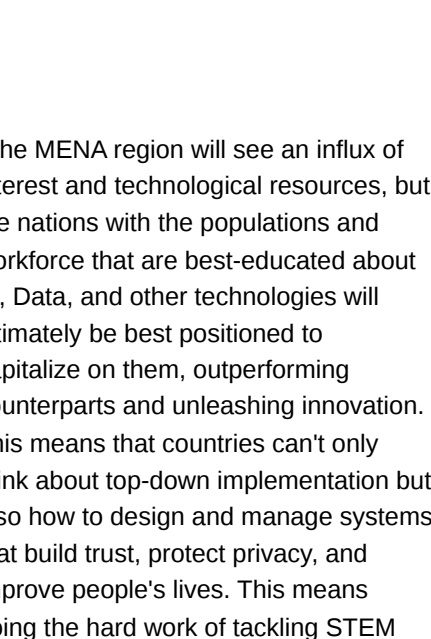 he MENA region will see an influx of
terest and technological resources, but
e nations with the populations and
orkforce that are best-educated about
, Data, and other technologies will
timately be best positioned to
pitalize on them, outperforming
ounterparts and unleashing innovation.
his means that countries can't only
ink about top-down implementation but
so how to design and manage systems
at build trust, protect privacy, and
prove people's lives. This means
ing the hard work of tackling STEM